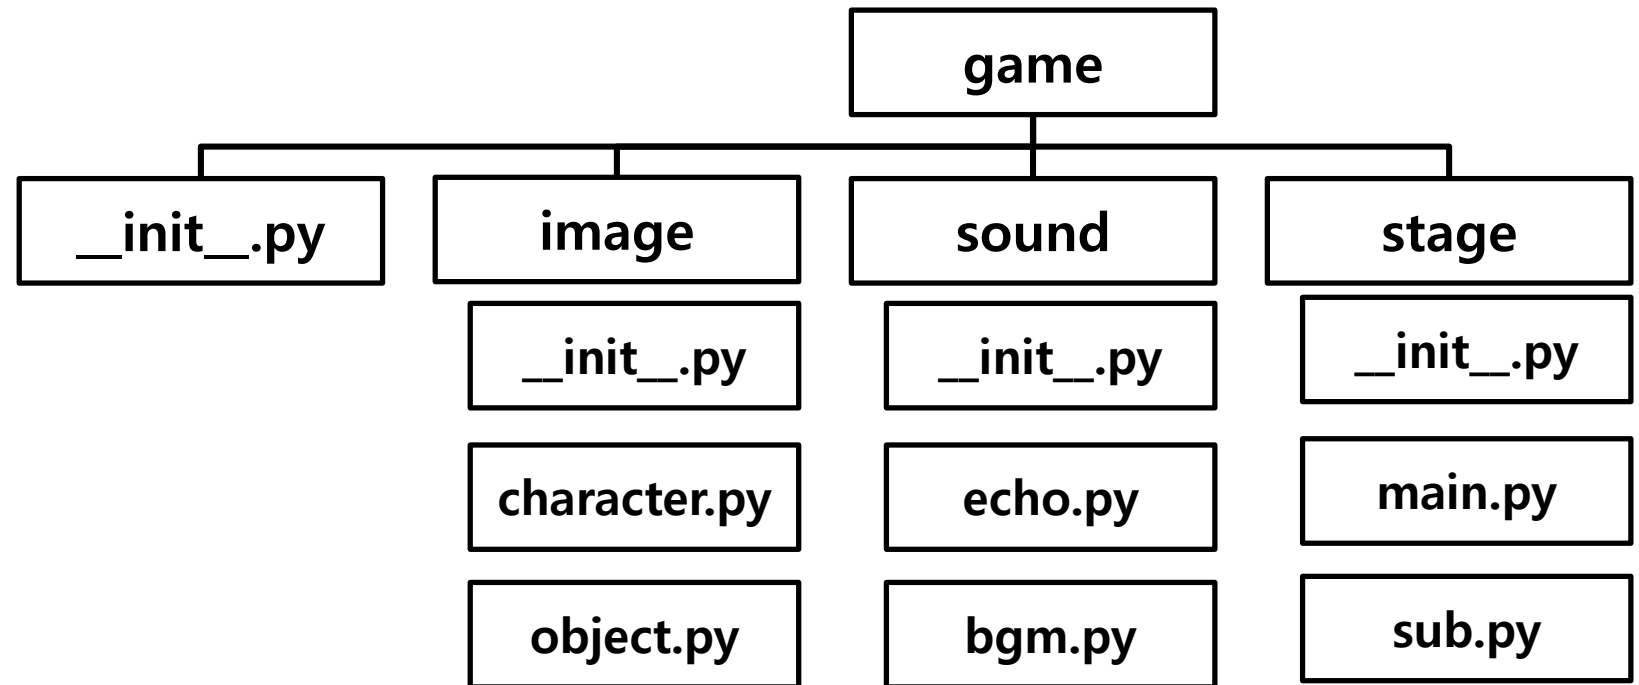 game
__init__.py
image
sound
stage
__init__.py
__init__.py
__init__.py
character.py
echo.py
main.py
object.py
bgm.py
sub.py